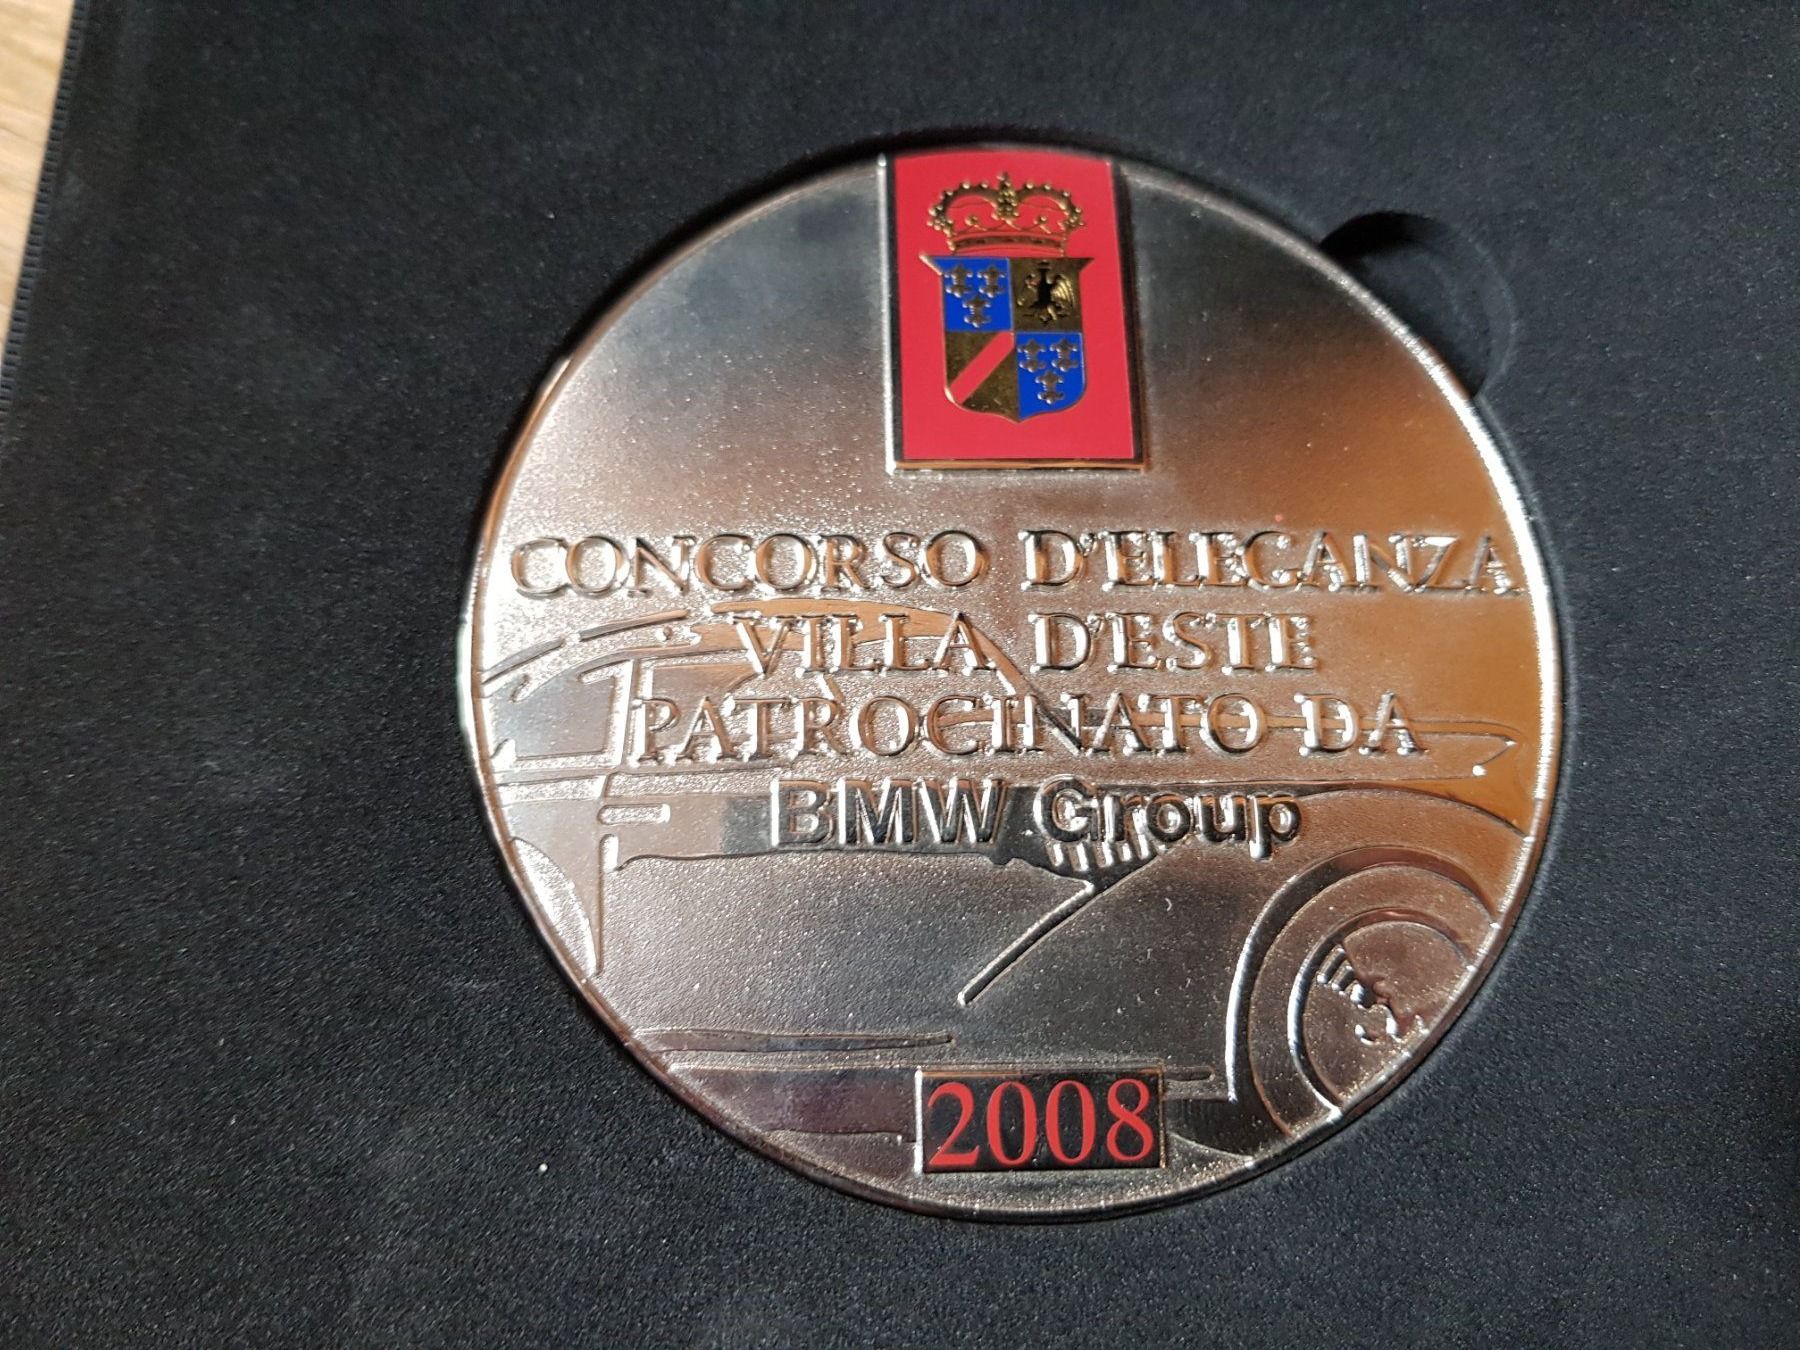 CONCORSO D'ELEGANZA
VILLA D'ESTE
PATROCINATO DA
BMW Group
2008